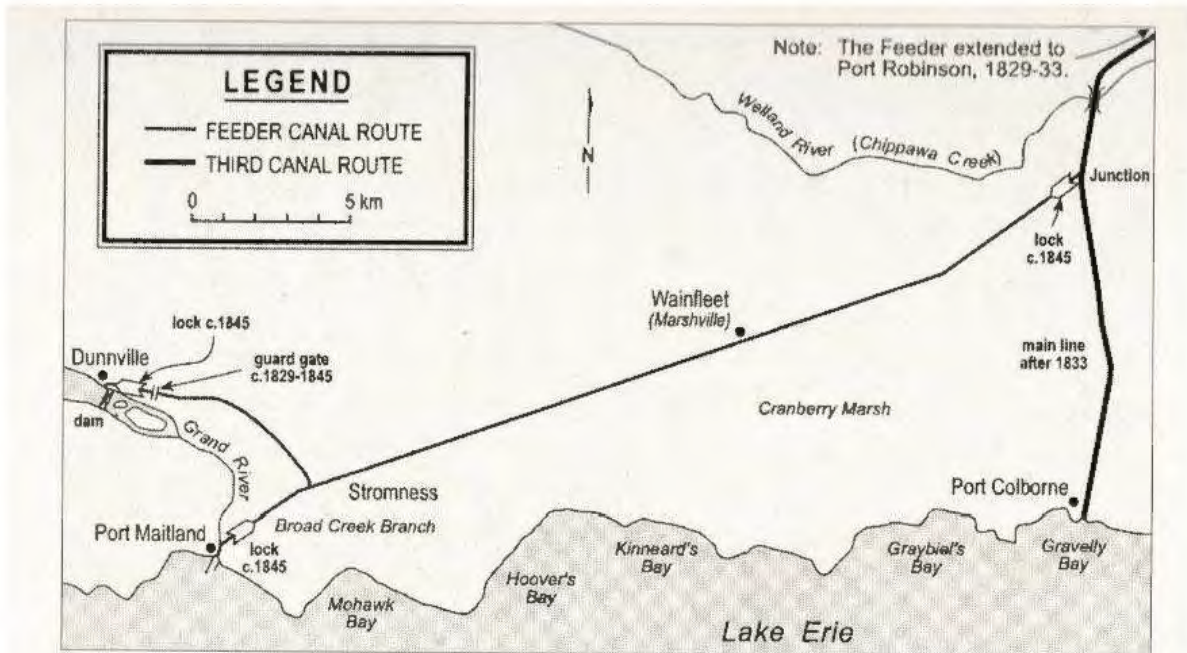 LEGEND
FEEDER CANAL ROUTE
THIRD CANAL ROUTE
0 5 km
N
Note: The Feeder extended to
Port Robinson, 1829-33.
Welland River (Chippawa Creek)
Junction
lock
c.1845
Wainfleet
(Marshville)
main line
after 1833
lock c.1845
Dunnville
guard gate
c.1829-1845
dam
Grand River
Cranberry Marsh
Stromness
Port Colborne
Broad Creek Branch
Port Maitland
lock
c.1845
Mohawk
Bay
Hoover's
Bay
Kinneard's
Bay
Graybiel's
Bay
Gravelly
Bay
Lake Erie